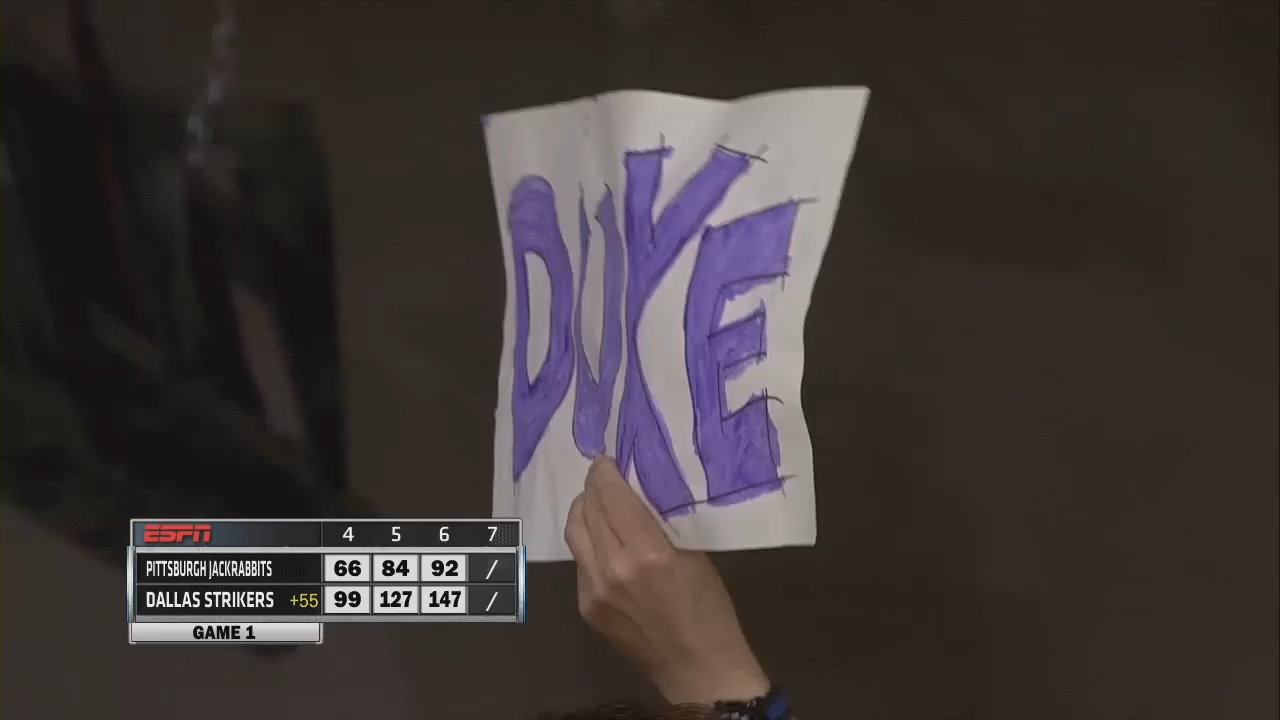 DUKE
ESPN 4 5 6 7
PITTSBURGH JACKRABBITS 66 84 92 /
DALLAS STRIKERS +55 99 127 147 /
GAME 1